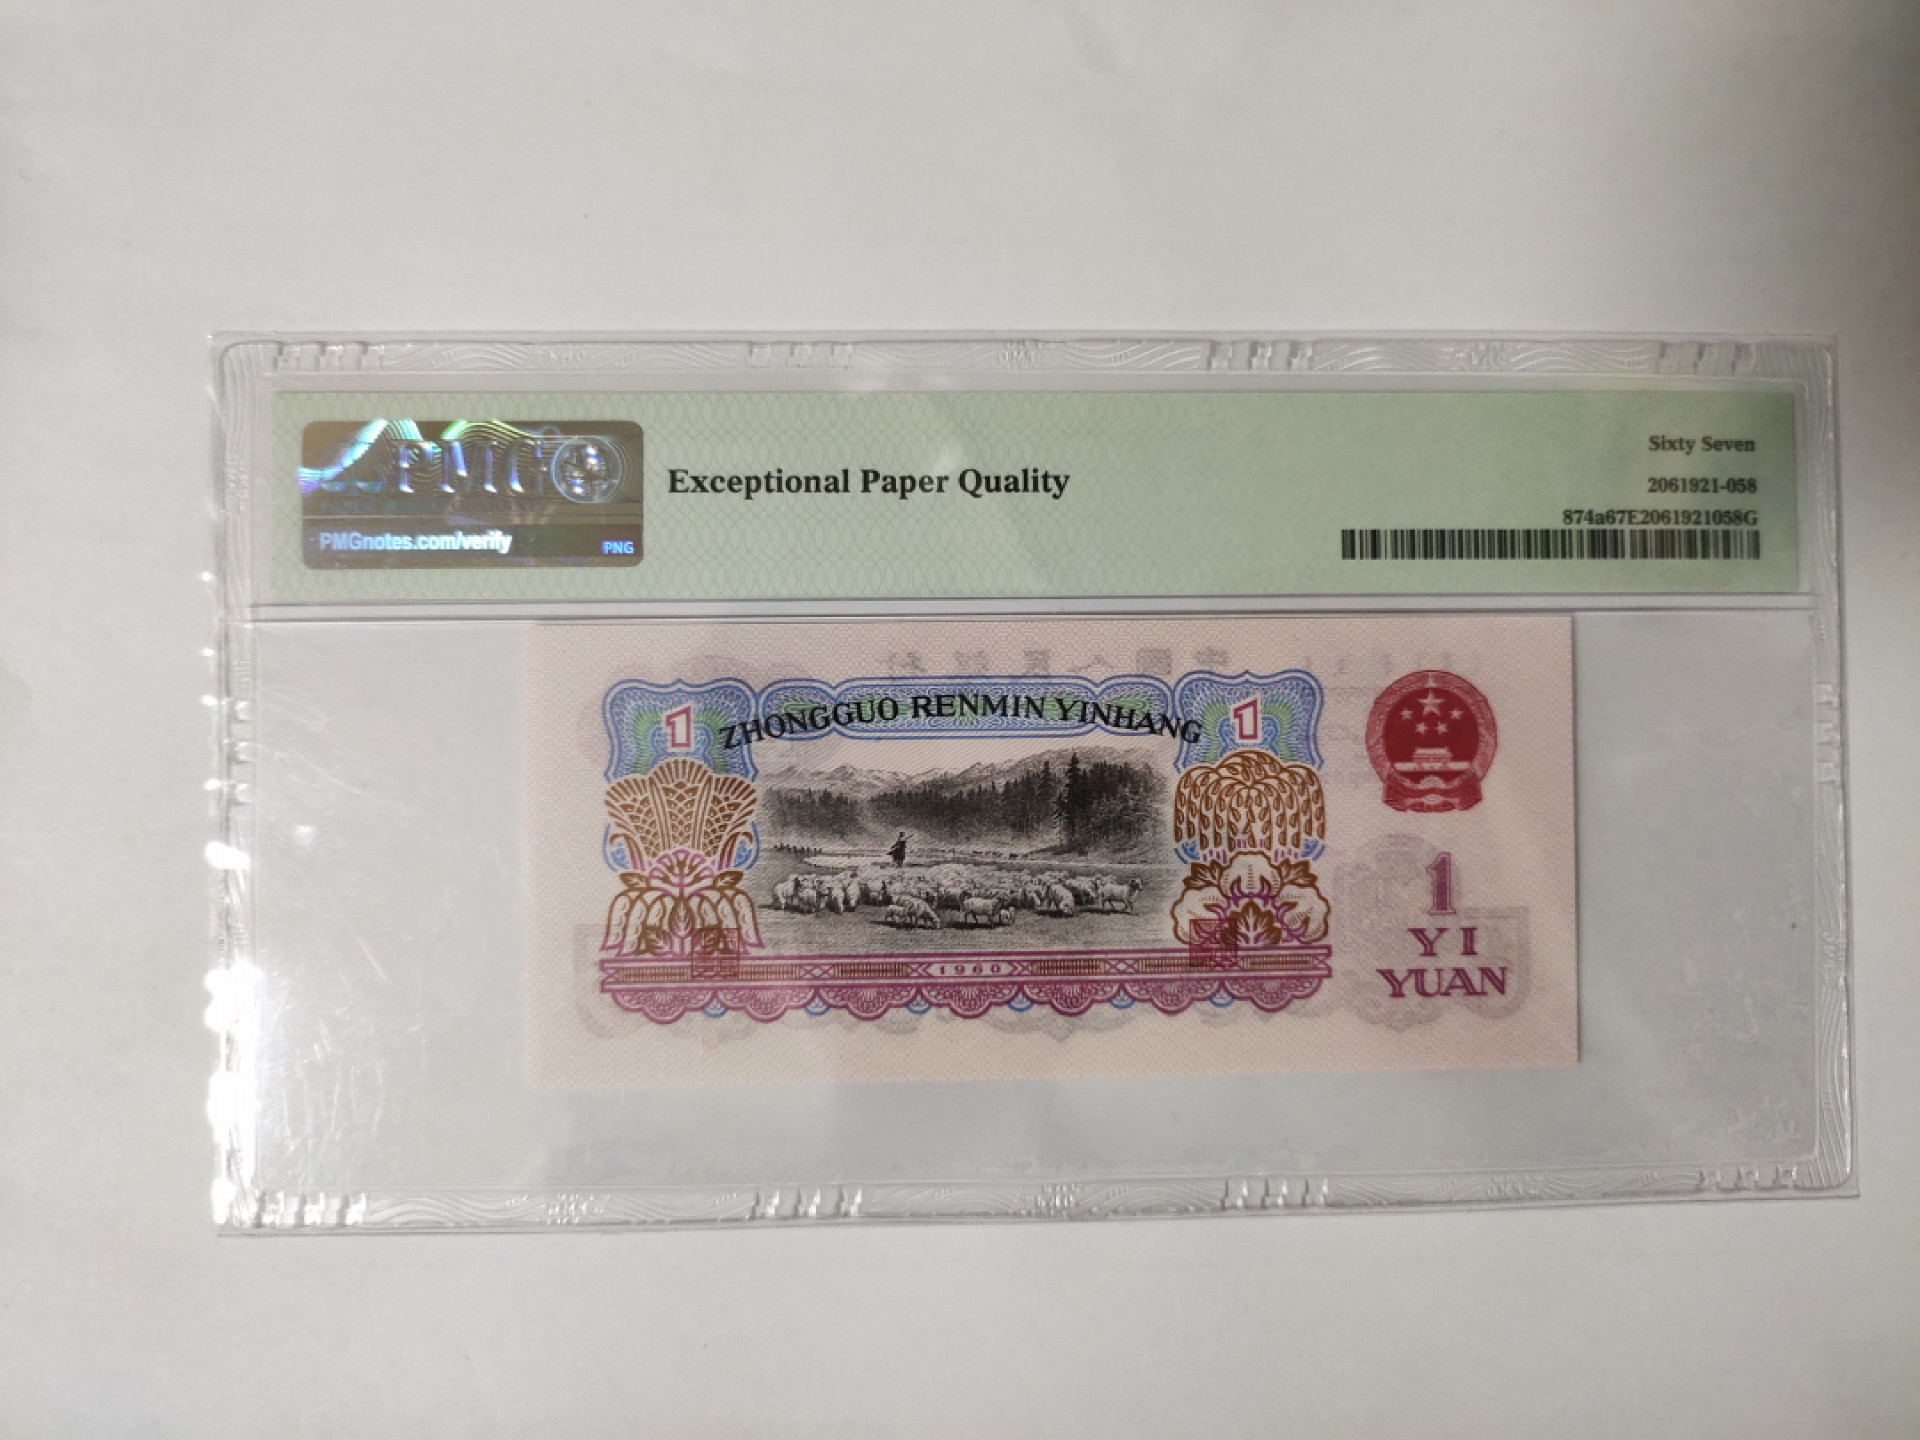 PMG
PMGnotes.com/verify
PNG
Exceptional Paper Quality
Sixty Seven
2061921-058
874a67E2061921058G
1
ZHONGGUO RENMIN YINHANG
1
1960
1
YI
YUAN